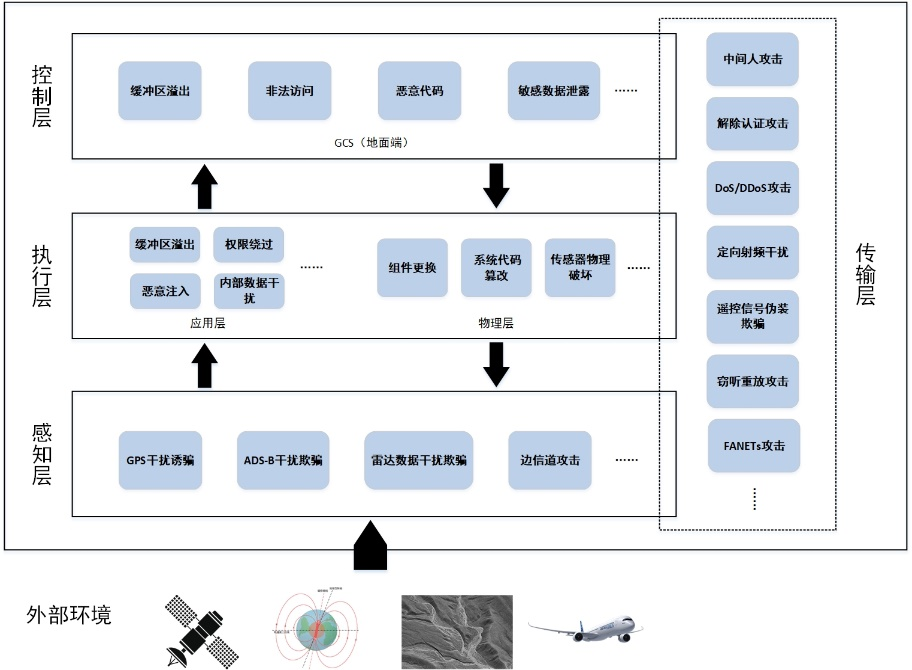 控制层
缓冲区溢出
非法访问
恶意代码
敏感数据泄露
......
GCS（地面端）
执行层
缓冲区溢出
权限绕过
恶意注入
内部数据干
扰
......
应用层
组件更换
系统代码
篡改
传感器物理
破坏
......
物理层
感知层
GPS干扰诱骗
ADS-B干扰欺骗
雷达数据干扰欺骗
边信道攻击
......
中间人攻击
解除认证攻击
DoS/DDoS攻击
定向射频干扰
遥控信号伪装
欺骗
窃听重放攻击
FANETs攻击
......
传输层
外部环境